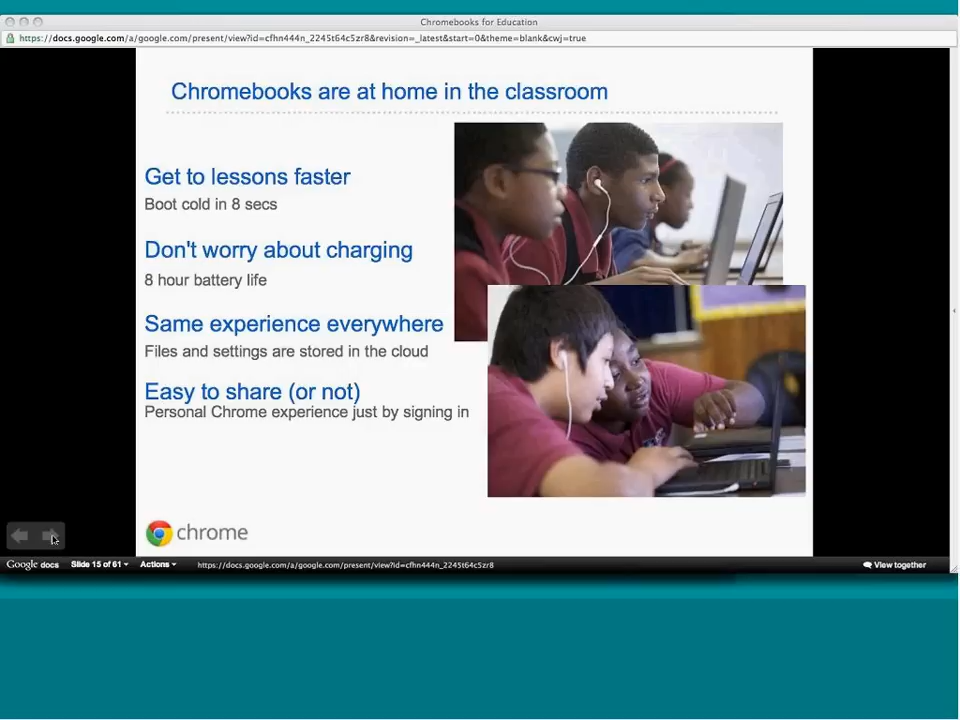 Chromebooks for Education
https://docs.google.com/a/google.com/present/view?id=cfhn444n_2245t64c5zr8&revision=_latest&start=0&theme=blank&cwj=true
Chromebooks are at home in the classroom
Get to lessons faster
Boot cold in 8 secs
Don't worry about charging
8 hour battery life
Same experience everywhere
Files and settings are stored in the cloud
Easy to share (or not)
Personal Chrome experience just by signing in
chrome
Google docs Slide 15 of 61 Actions https://docs.google.com/a/google.com/present/view?id=cfhn444n_2245t64c5zr8 View together